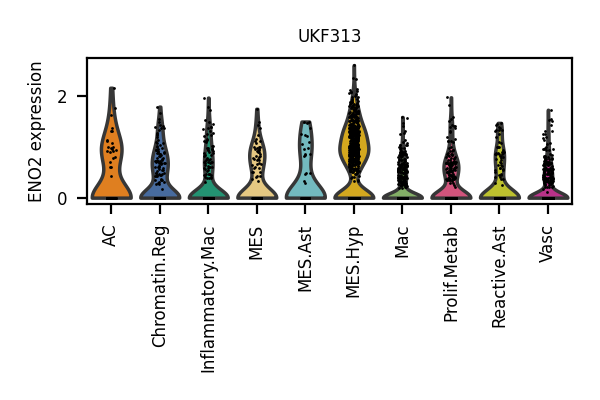 UKF313
ENO2 expression
2
0
AC
Chromatin.Reg
Inflammatory.Mac
MES
MES.Ast
MES.Hyp
Mac
Prolif.Metab
Reactive.Ast
Vasc